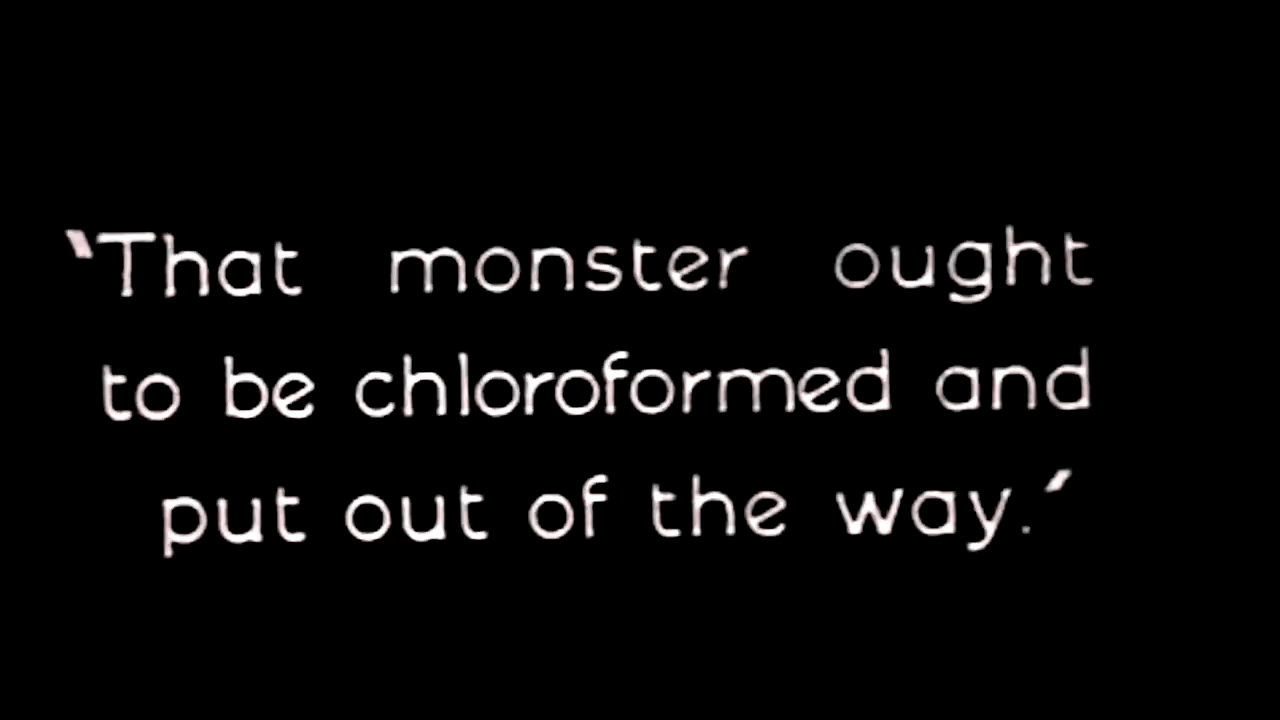 ‵That monster ought
to be chloroformed and
put out of the way.′